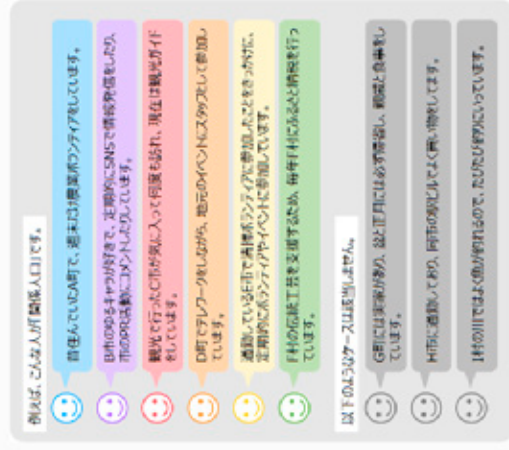 例えば、こんな人が「関係人口」です。
昔住んでいたA町で、週末だけ農業ボランティアをしています。
B市のゆるキャラが好きで、定期的にSNSで情報発信をしたり、
市のPR活動にコメントしたりしています。
観光で行ったC市が気に入って何度も訪れ、現在は観光ガイド
をしています。
D町でテレワークをしながら、地元のイベントにスタッフとして参加し
ています。
通勤しているE市で清掃ボランティアに参加したことをきっかけに、
定期的にボランティアやイベントに参加しています。
F村の伝統工芸を支援するため、毎年F村にふるさと納税を行っ
ています。
以下のようなケースは該当しません。
G町には実家があり、盆と正月には必ず帰省し、親戚と食事をし
ています。
H市に通勤しており、同市の駅ビルでよく買い物をしてます。
I村の川ではよく魚が釣れるので、たびたび釣りにいっています。